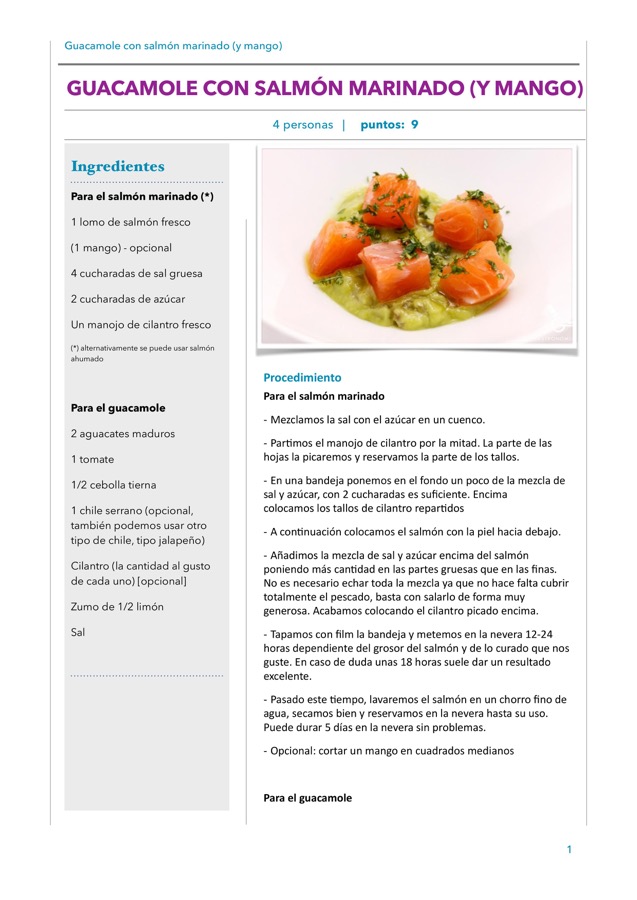 Guacamole con salmón marinado (y mango)
GUACAMOLE CON SALMÓN MARINADO (Y MANGO)
4 personas | puntos: 9
Ingredientes
Para el salmón marinado (*)
1 lomo de salmón fresco
(1 mango) - opcional
4 cucharadas de sal gruesa
2 cucharadas de azúcar
Un manojo de cilantro fresco
(*) alternativamente se puede usar salmón
ahumado
Para el guacamole
2 aguacates maduros
1 tomate
1/2 cebolla tierna
1 chile serrano (opcional,
también podemos usar otro
tipo de chile, tipo jalapeño)
Cilantro (la cantidad al gusto
de cada uno) [opcional]
Zumo de 1/2 limón
Sal
Procedimiento
Para el salmón marinado
- Mezclamos la sal con el azúcar en un cuenco.
- Partimos el manojo de cilantro por la mitad. La parte de las
hojas la picaremos y reservamos la parte de los tallos.
- En una bandeja ponemos en el fondo un poco de la mezcla de
sal y azúcar, con 2 cucharadas es suficiente. Encima
colocamos los tallos de cilantro repartidos
- A continuación colocamos el salmón con la piel hacia debajo.
- Añadimos la mezcla de sal y azúcar encima del salmón
poniendo más cantidad en las partes gruesas que en las finas.
No es necesario echar toda la mezcla ya que no hace falta cubrir
totalmente el pescado, basta con salarlo de forma muy
generosa. Acabamos colocando el cilantro picado encima.
- Tapamos con film la bandeja y metemos en la nevera 12-24
horas dependiente del grosor del salmón y de lo curado que nos
guste. En caso de duda unas 18 horas suele dar un resultado
excelente.
- Pasado este tiempo, lavaremos el salmón en un chorro fino de
agua, secamos bien y reservamos en la nevera hasta su uso.
Puede durar 5 días en la nevera sin problemas.
- Opcional: cortar un mango en cuadrados medianos
Para el guacamole
1